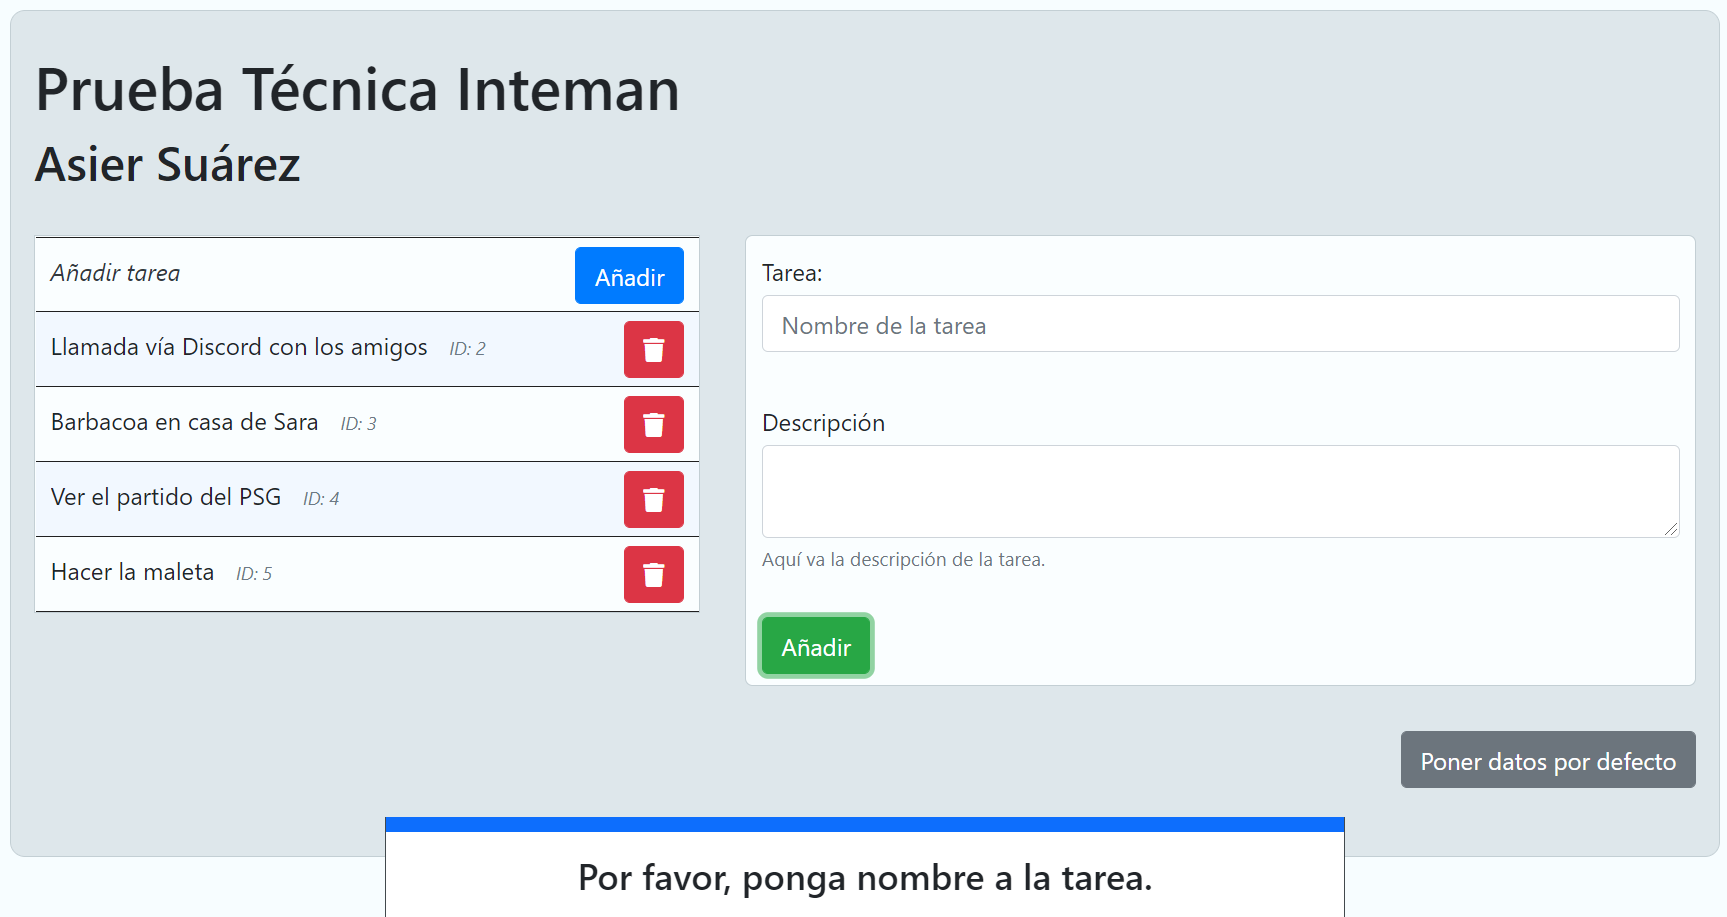 Prueba Técnica Inteman
Asier Suárez
Añadir tarea
Añadir
Llamada vía Discord con los amigos ID: 2
Barbacoa en casa de Sara ID: 3
Ver el partido del PSG ID: 4
Hacer la maleta ID: 5
Tarea:
Nombre de la tarea
Descripción
Aquí va la descripción de la tarea.
Añadir
Poner datos por defecto
Por favor, ponga nombre a la tarea.